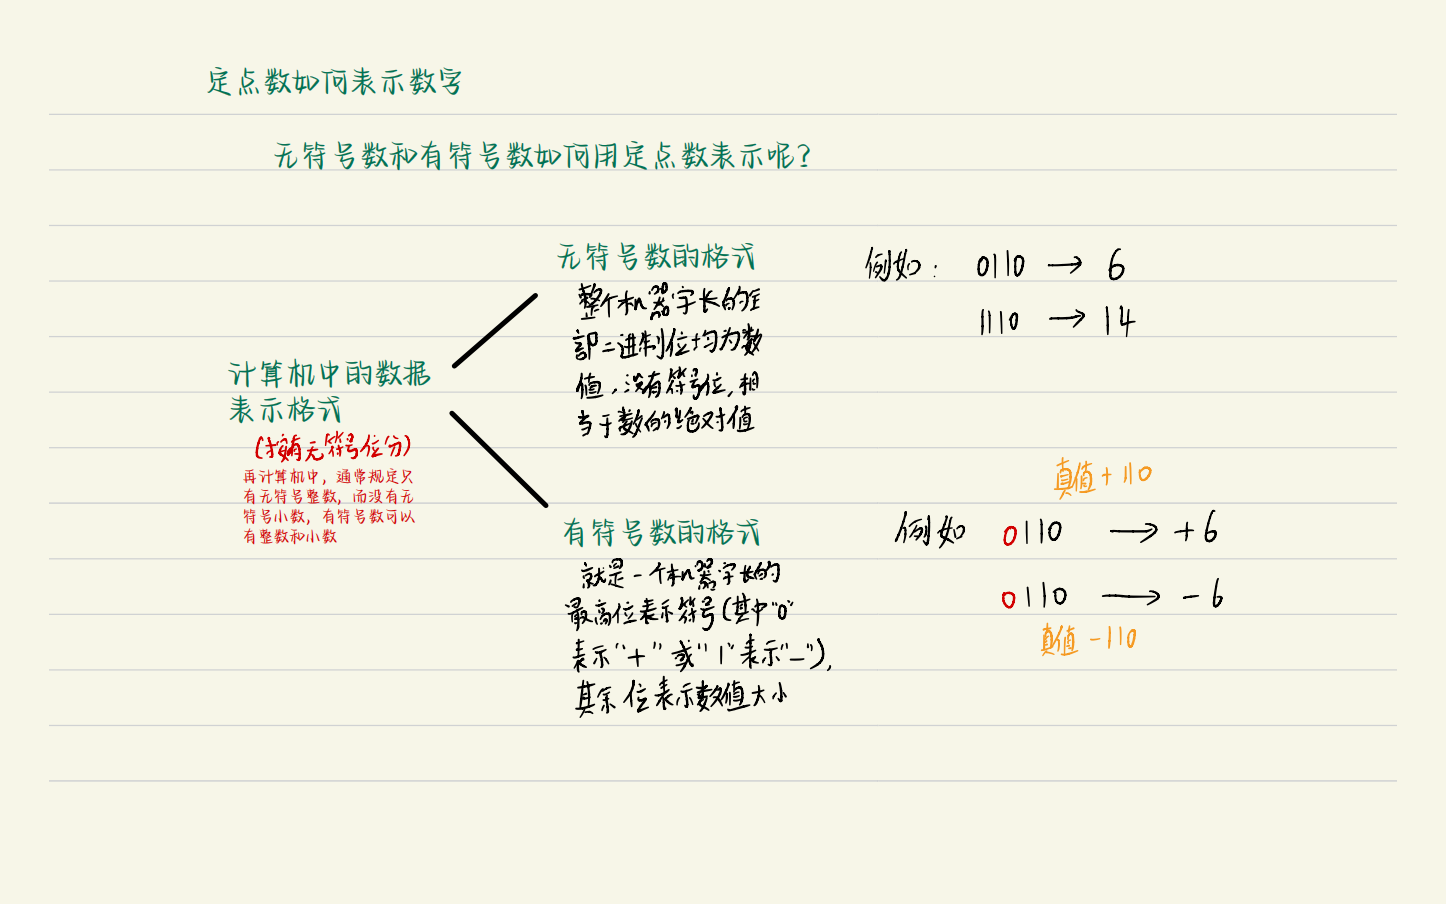 定点数如何表示数字
无符号数和有符号数如何用定点数表示呢?
无符号数的格式
整个机器字长的全
部二进制位均为数
值,没有符号位,相
当于数的绝对值
例如: 0110 → 6
1110 → 14
计算机中的数据
表示格式
(按有无符号位分)
再计算机中,通常规定只
有无符号整数,而没有无
符号小数,有符号数可以
有整数和小数
有符号数的格式
就是一个机器字长的
最高位表示符号(其中"0"
表示"+"或"1"表示"-"),
其余位表示数值大小
真值+110
例如 0110 → +6
0110 → -6
真值-110